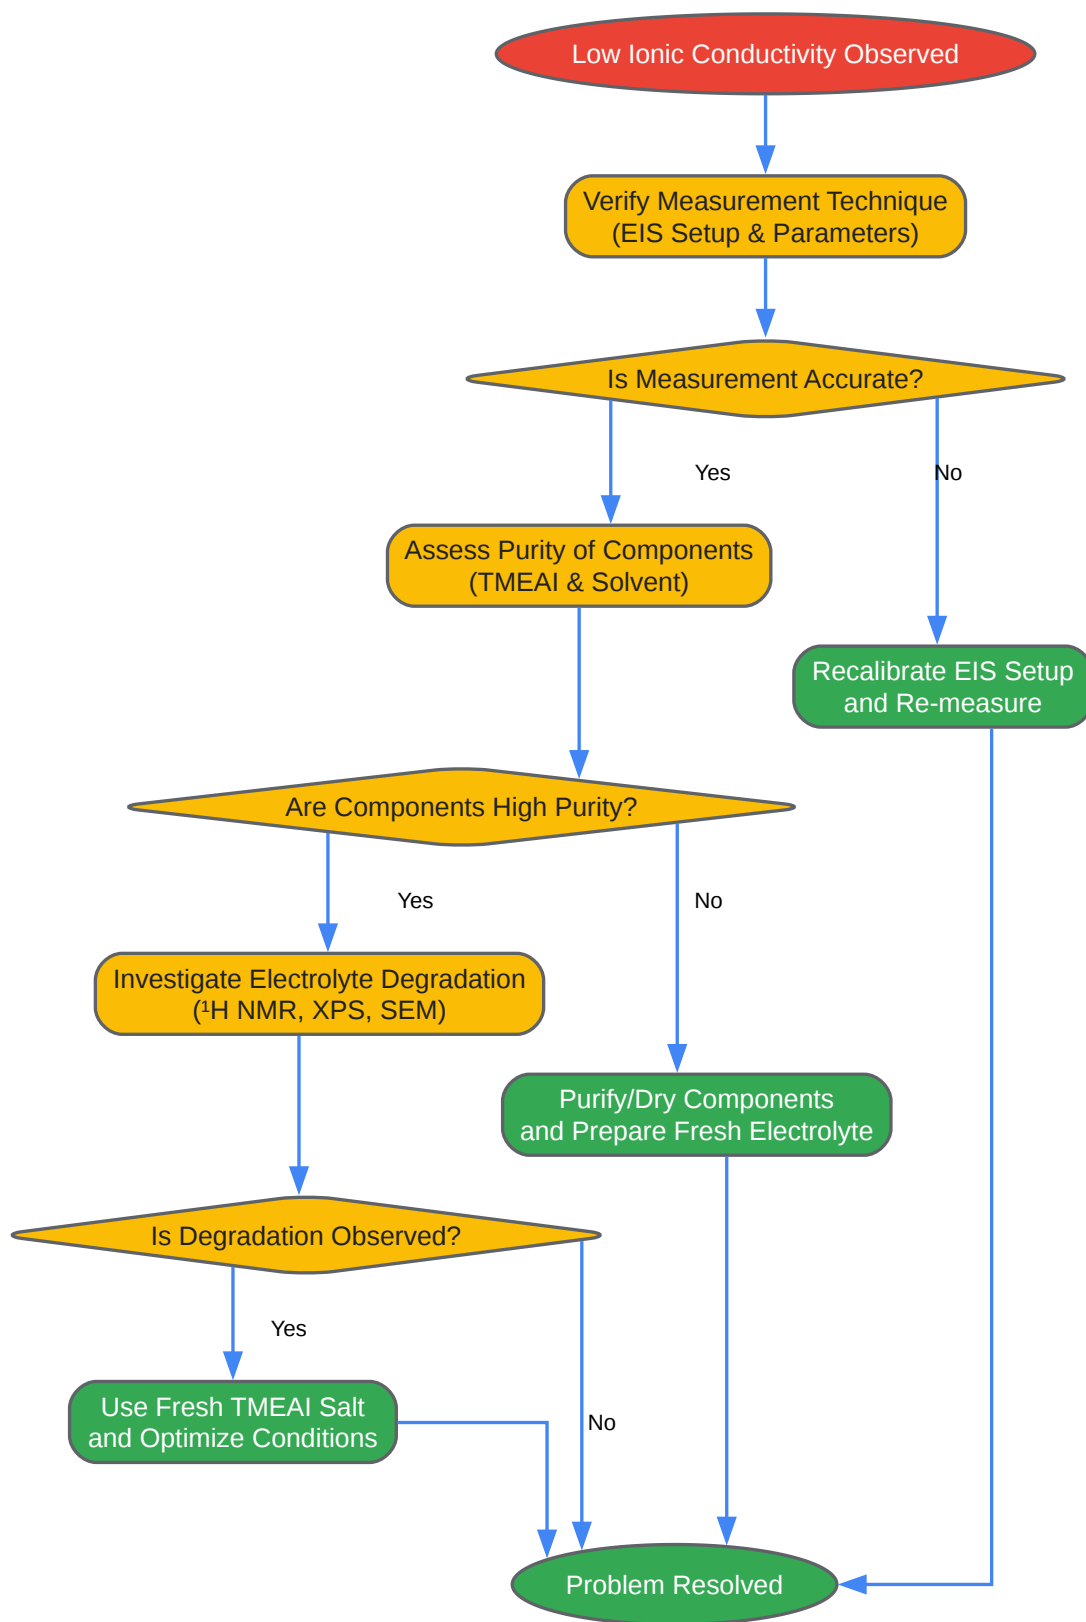 Low Ionic Conductivity Observed
Verify Measurement Technique
(EIS Setup & Parameters)
Is Measurement Accurate?
Yes
No
Assess Purity of Components
(TMEAI & Solvent)
Recalibrate EIS Setup
and Re-measure
Are Components High Purity?
Yes
No
Investigate Electrolyte Degradation
(¹H NMR, XPS, SEM)
Purify/Dry Components
and Prepare Fresh Electrolyte
Is Degradation Observed?
Yes
Use Fresh TMEAI Salt
and Optimize Conditions
No
Problem Resolved